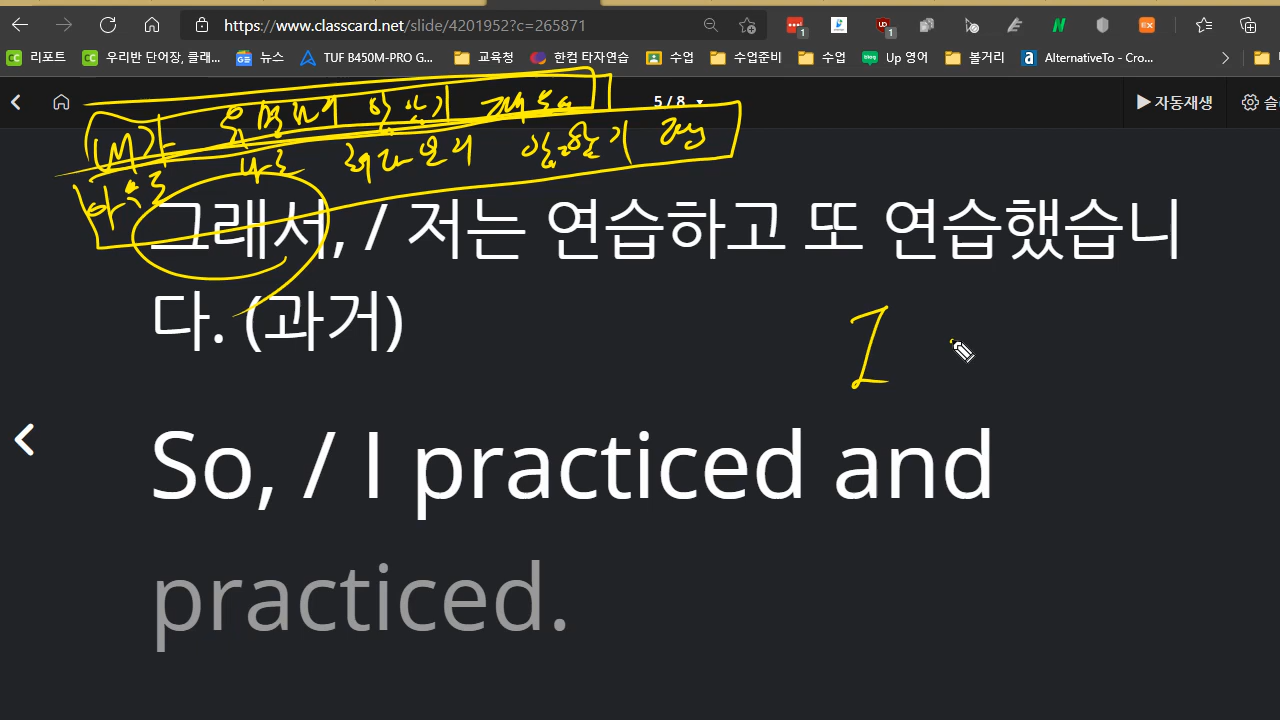 https://www.classcard.net/slide/4201952?c=265871
리포트 우리반 단어장, 클래... 뉴스 TUF B450M-PRO G... 교육청 한컴 타자연습 수업 수업준비 수업 Up 영어 볼거리 AlternativeTo - Cro...
5 / 8 자동재생 슬
그래서, / 저는 연습하고 또 연습했습니
다. (과거)
I
So, / I practiced and
practiced.